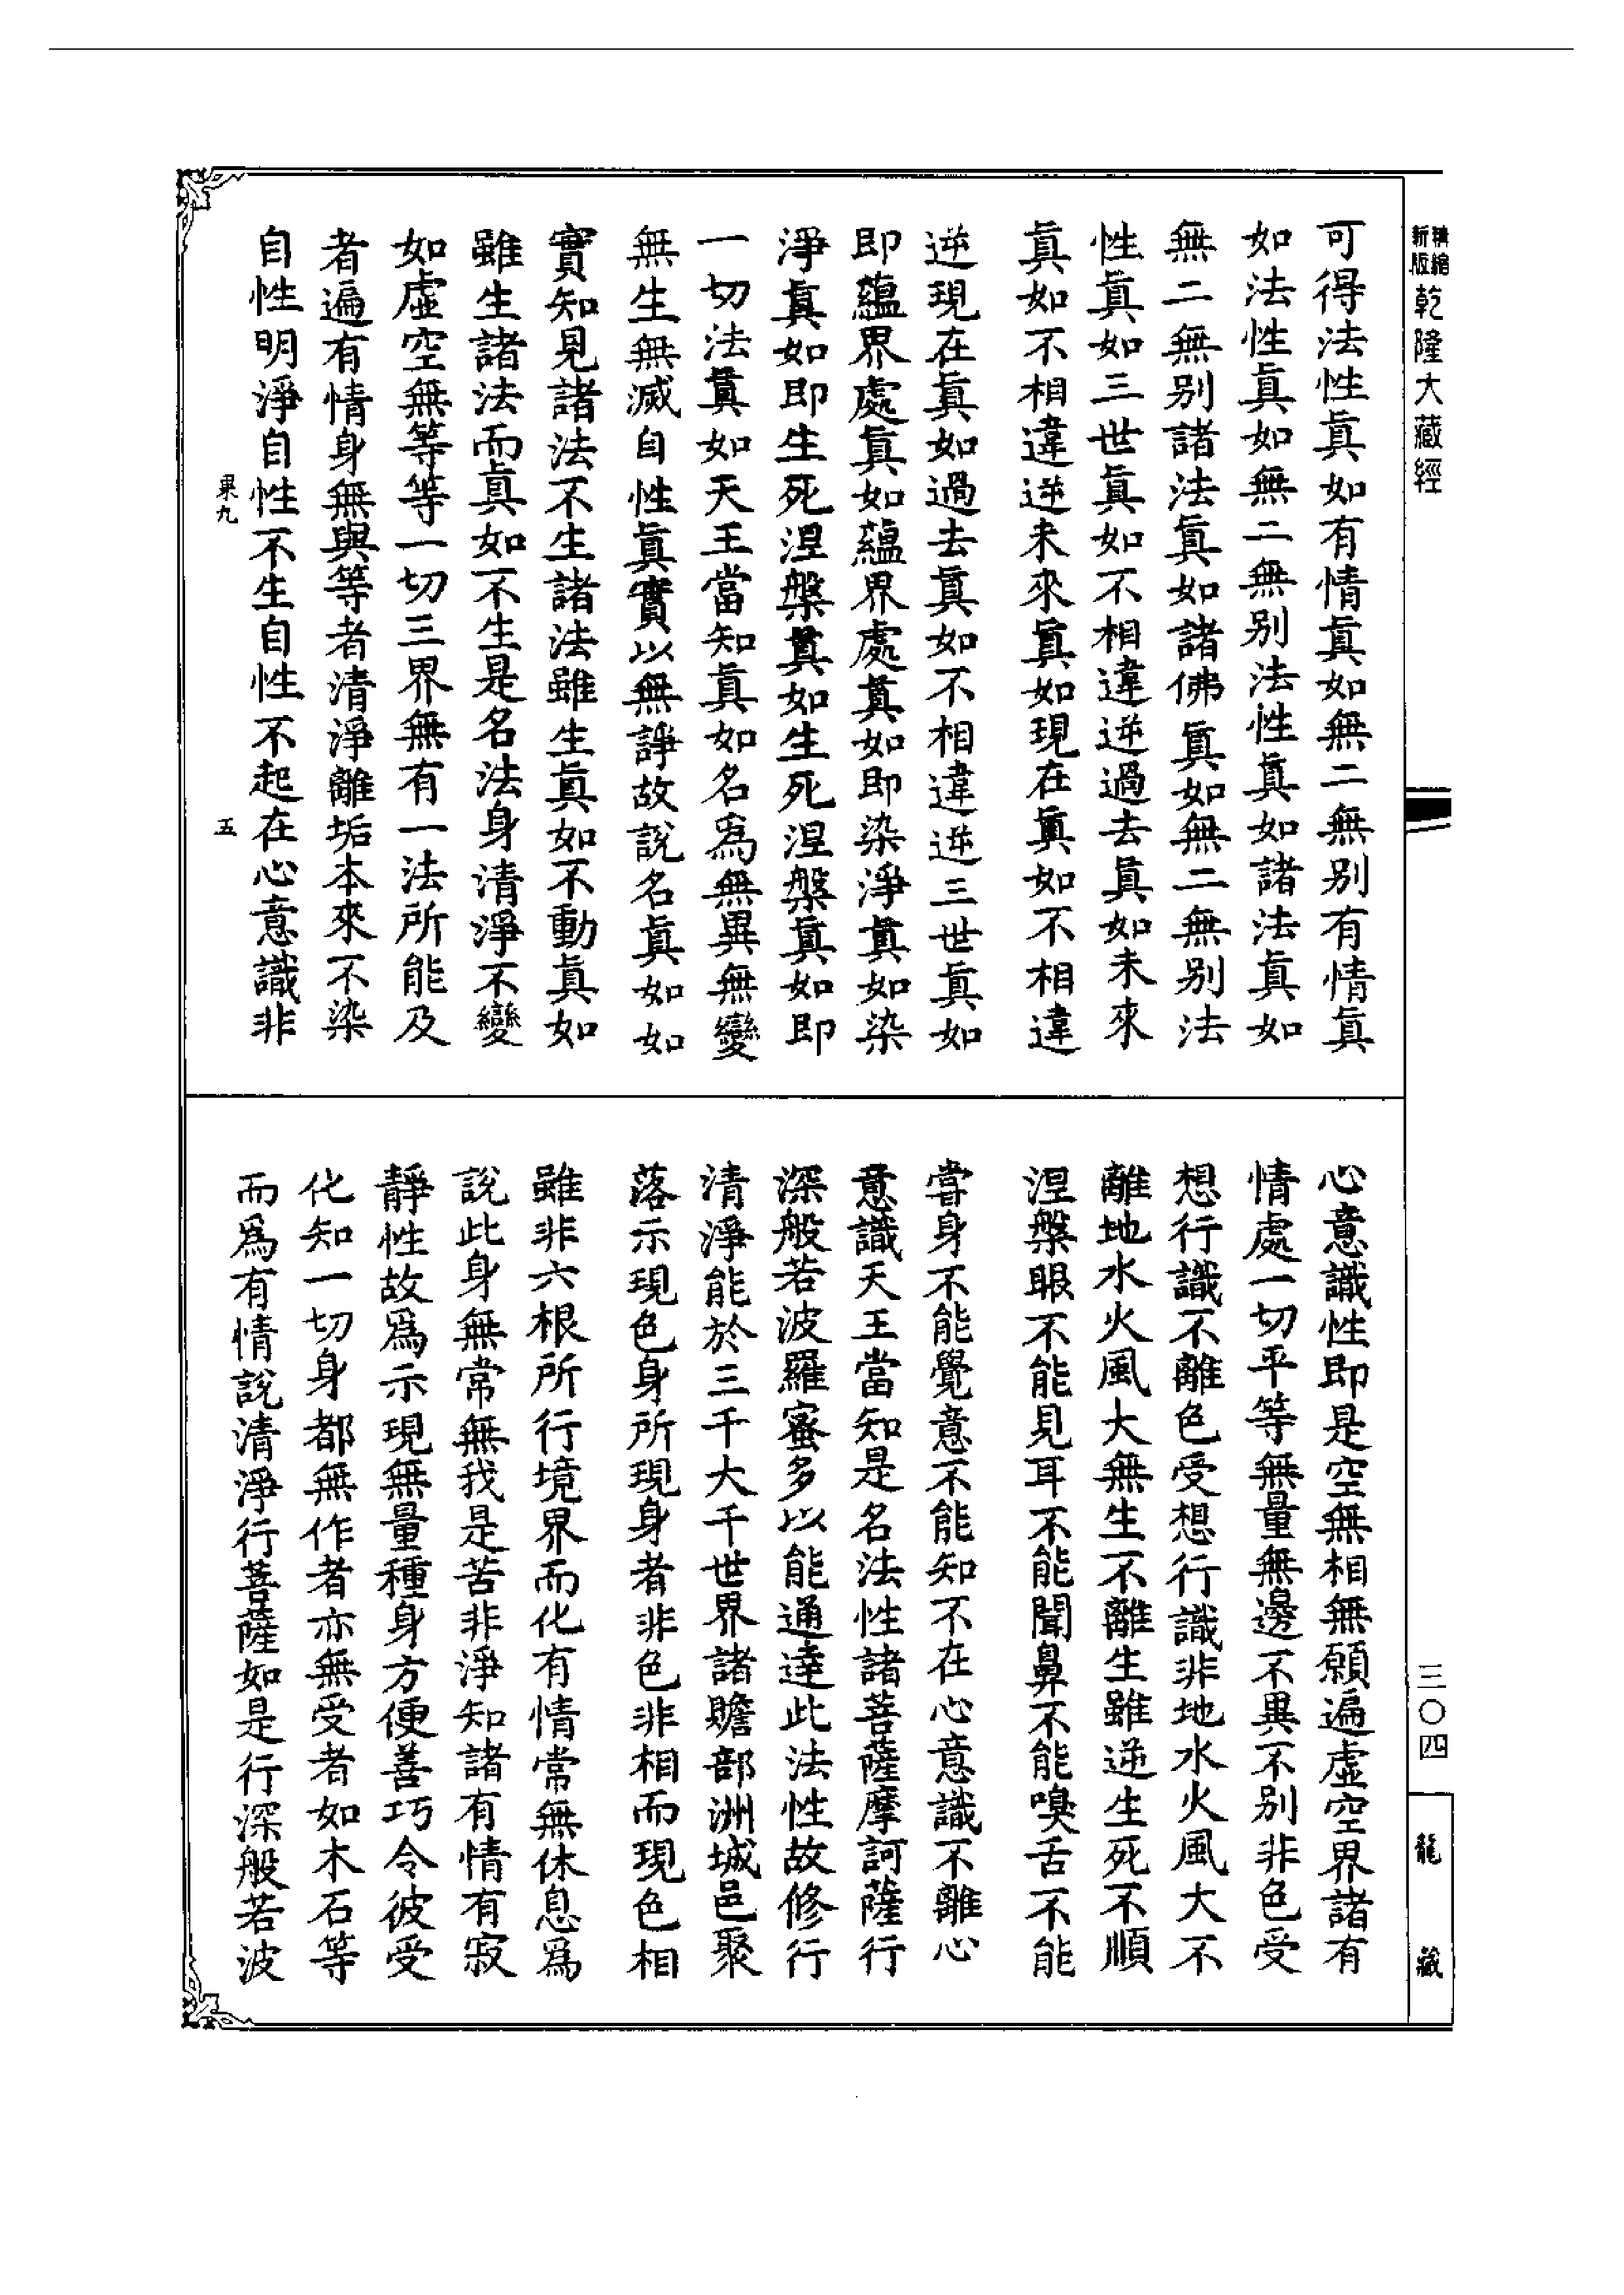 精縮新版乾隆大藏經
三〇四
龍藏
可得法性眞如有情眞如無二無別有情眞
如法性眞如無二無別法性眞如諸法眞如
無二無別諸法眞如諸佛眞如無二無別法
性眞如三世眞如不相違逆過去眞如未來
眞如不相違逆未來眞如現在眞如不相違
逆現在眞如過去眞如不相違逆三世眞如
即蘊界處眞如蘊界處眞如即染淨眞如染
淨眞如即生死涅槃眞如生死涅槃眞如即
一切法眞如天王當知眞如名爲無異無變
無生無滅自性眞實以無諍故說名眞如如
實知見諸法不生諸法雖生眞如不動眞如
雖生諸法而眞如不生是名法身清淨不變
如虛空無等等一切三界無有一法所能及
者遍有情身無與等者清淨離垢本來不染
自性明淨自性不生自性不起在心意識非
果九
五
心意識性即是空無相無願遍虛空界諸有
情處一切平等無量無邊不異不別非色受
想行識不離色受想行識非地水火風大不
離地水火風大無生不離生雖逆生死不順
涅槃眼不能見耳不能聞鼻不能嗅舌不能
嘗身不能覺意不能知不在心意識不離心
意識天王當知是名法性諸菩薩摩訶薩行
深般若波羅蜜多以能通達此法性故修行
清淨能於三千大千世界諸贍部洲城邑聚
落示現色身所現身者非色非相而現色相
雖非六根所行境界而化有情常無休息爲
說此身無常無我是苦非淨知諸有情有寂
靜性故爲示現無量種身方便善巧令彼受
化知一切身都無作者亦無受者如木石等
而爲有情說清淨行菩薩如是行深般若波